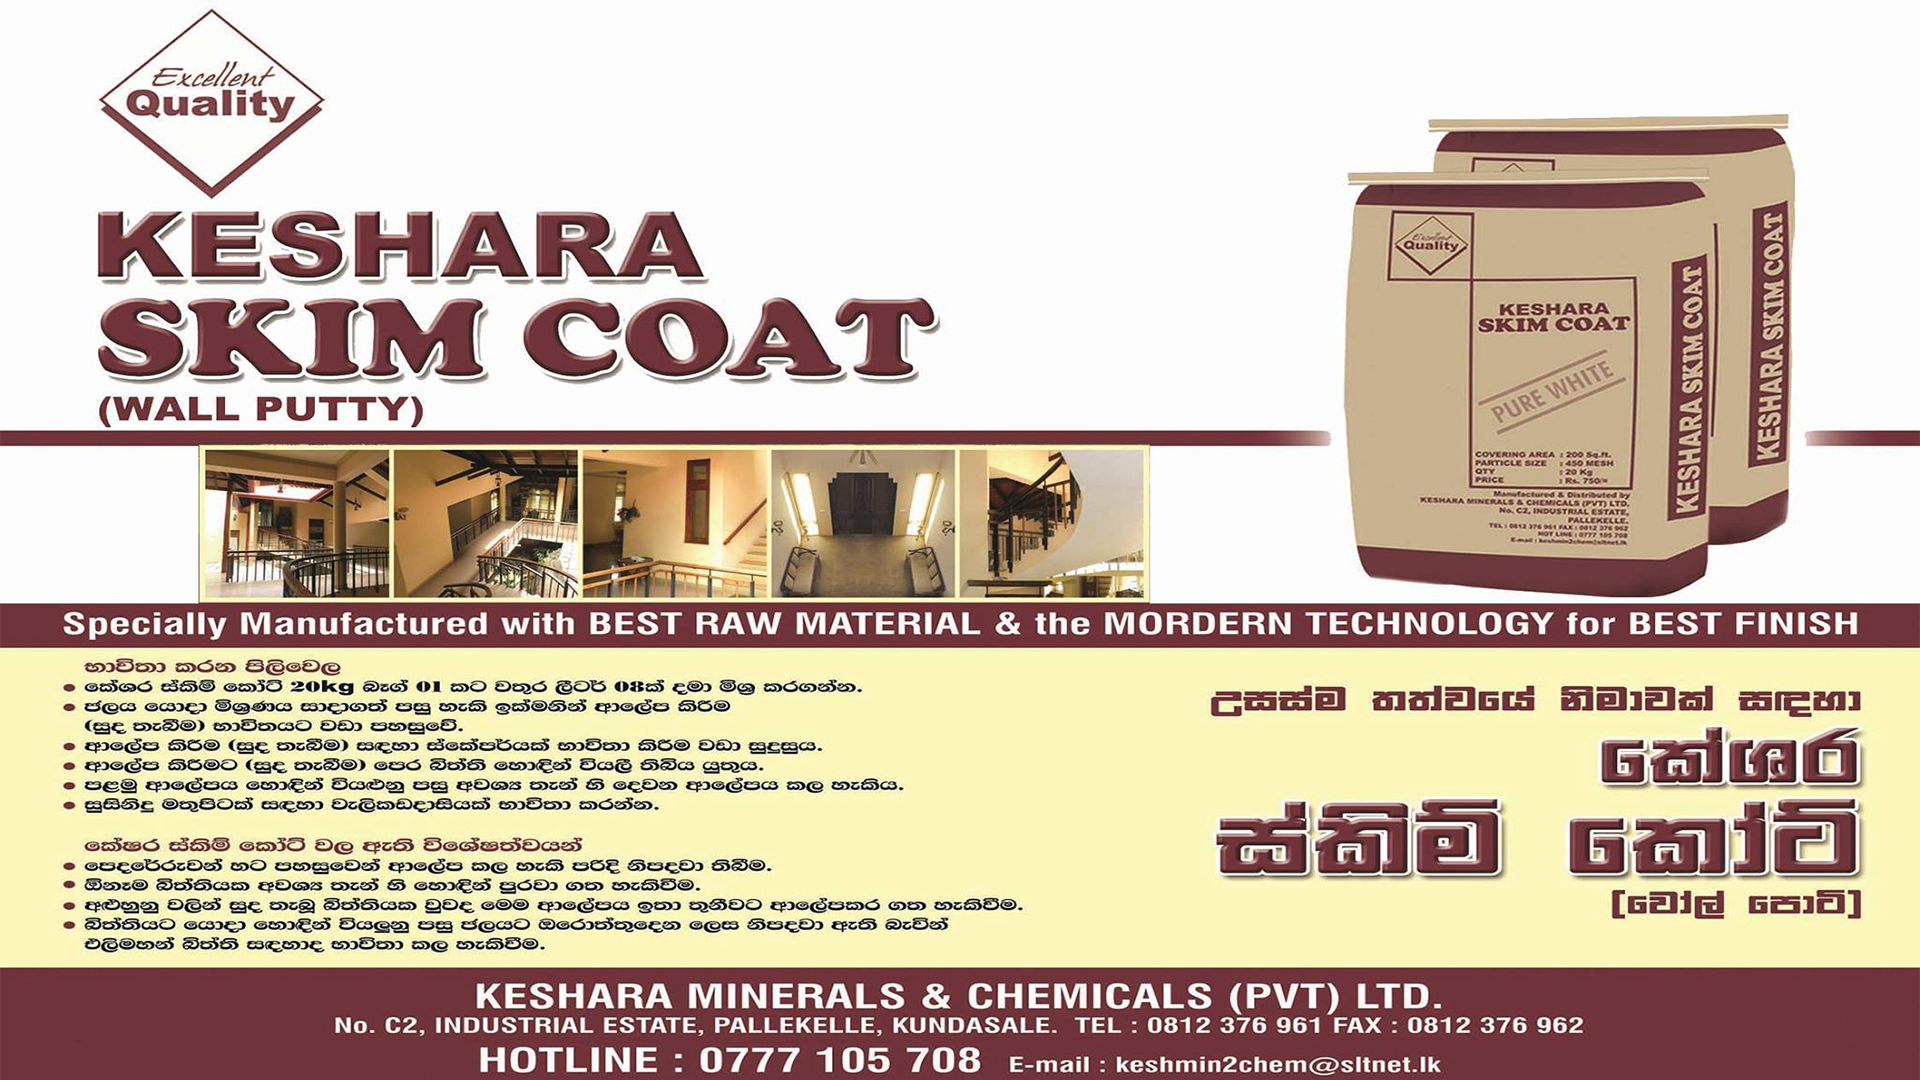 Excellent
Quality
KESHARA
SKIM COAT
(WALL PUTTY)
Excellent
Quality
KESHARA
SKIM COAT
PURE WHITE
COVERING AREA : 200 Sq.ft.
PARTICLE SIZE : 450 MESH
QTY : 20 Kg
PRICE : Rs. 750/=
Manufactured & Distributed by
KESHARA MINERALS & CHEMICALS (PVT) LTD.
No. C2, INDUSTRIAL ESTATE,
PALLEKELLE.
TEL : 0812 376 961 FAX : 0812 376 962
HOT LINE : 0777 105 708
E-mail : keshmin2chem@sltnet.lk
KESHARA SKIM COAT
KESHARA SKIM COAT
Specially Manufactured with BEST RAW MATERIAL & the MORDERN TECHNOLOGY for BEST FINISH
භාවිතා කරන පිලිවෙල
• කේශර ස්කිම් කෝට් 20kg බෑග් 01 කට වතුර ලීටර් 08ක් දමා මිශ්‍ර කරගන්න.
• ජලය යොදා මිශ්‍රණය සාදාගත් පසු හැකි ඉක්මනින් ආලේප කිරීම
(සුද තැබීම) භාවිතයට වඩා පහසුවේ.
• ආලේප කිරීම (සුද තැබීම) සඳහා ස්කේපර්යක් භාවිතා කිරීම වඩා සුදුසුය.
• ආලේප කිරීමට (සුද තැබීම) පෙර බිත්ති හොඳින් වියලී තිබිය යුතුය.
• පළමු ආලේපය හොඳින් වියළුනු පසු අවශ්‍ය තැන් හි දෙවන ආලේපය කල හැකිය.
• සුසිනිදු මතුපිටක් සඳහා වැලිකඩදාසියක් භාවිතා කරන්න.
කේෂර ස්කිම් කෝට් වල ඇති විශේෂත්වයන්
• පෙදරේරුවන් හට පහසුවෙන් ආලේප කල හැකි පරිදි නිපදවා තිබීම.
• ඕනෑම බිත්තියක අවශ්‍ය තැන් හි හොඳින් පුරවා ගත හැකිවීම.
• අළුහුනු වලින් සුද තැබූ බිත්තියක වුවද මෙම ආලේපය ඉතා තුනීවට ආලේපකර ගත හැකිවීම.
• බිත්තියට යොදා හොඳින් වියලුනු පසු ජලයට ඔරොත්තුදෙන ලෙස නිපදවා ඇති බැවින්
එලිමහන් බිත්ති සඳහාද භාවිතා කල හැකිවීම.
උසස්ම තත්වයේ නිමාවක් සඳහා
කේශර
ස්කිම් කෝට්
[වෝල් පොට්]
KESHARA MINERALS & CHEMICALS (PVT) LTD.
No. C2, INDUSTRIAL ESTATE, PALLEKELLE, KUNDASALE. TEL : 0812 376 961 FAX : 0812 376 962
HOTLINE : 0777 105 708 E-mail : keshmin2chem@sltnet.lk